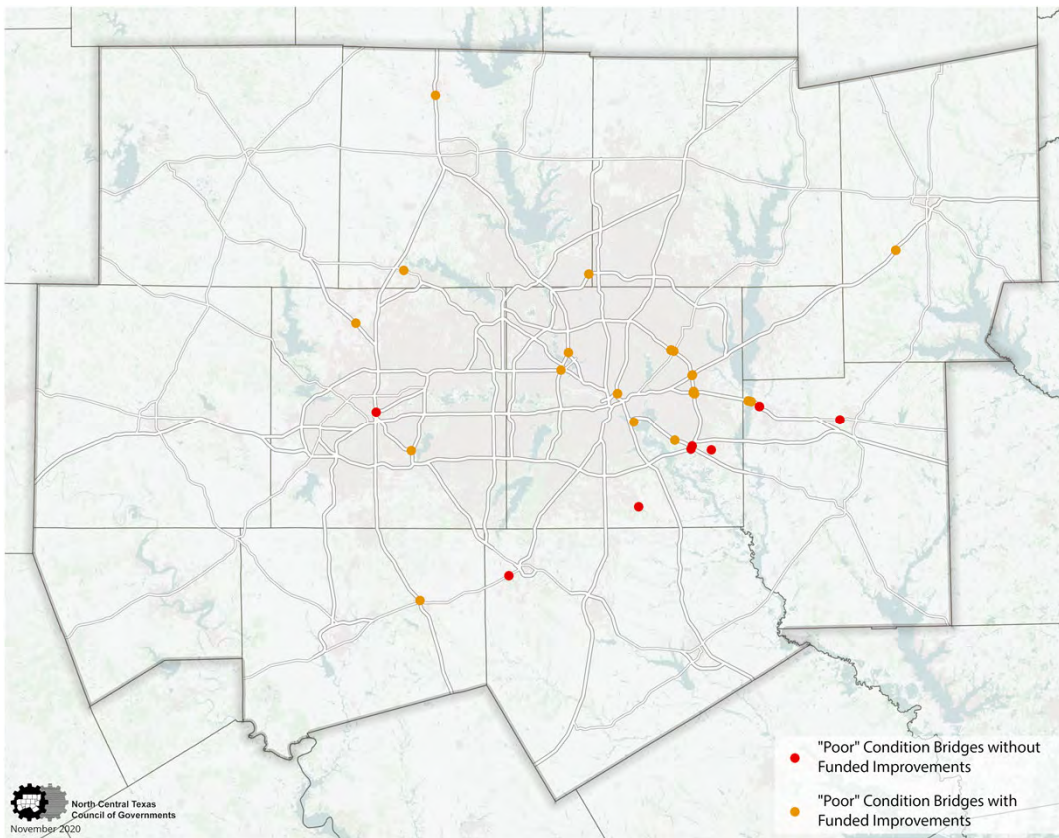 "Poor" Condition Bridges without
Funded Improvements
"Poor" Condition Bridges with
Funded Improvements
North Central Texas
Council of Governments
November 2020